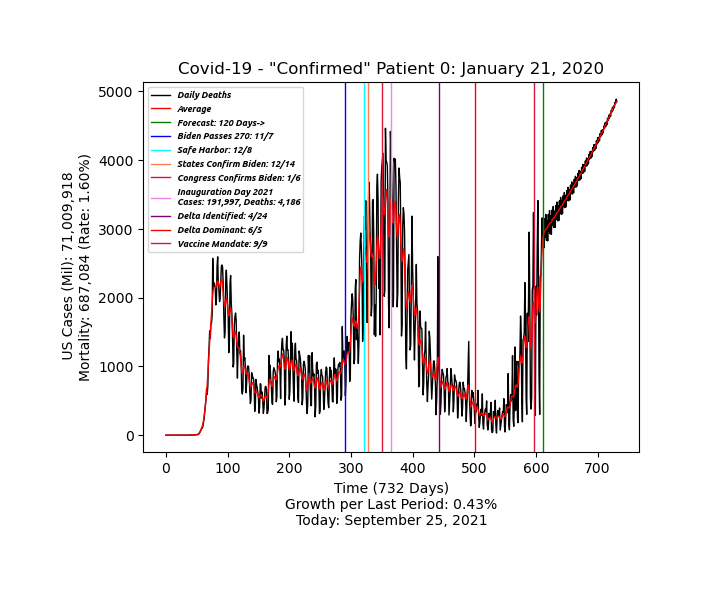 Covid-19 - "Confirmed" Patient 0: January 21, 2020
US Cases (Mil): 71,009,918
Mortality: 687,084 (Rate: 1.60%)
5000
4000
3000
2000
1000
0
Daily Deaths
Average
Forecast: 120 Days->
Biden Passes 270: 11/7
Safe Harbor: 12/8
States Confirm Biden: 12/14
Congress Confirms Biden: 1/6
Inauguration Day 2021
Cases: 191,997, Deaths: 4,186
Delta Identified: 4/24
Delta Dominant: 6/5
Vaccine Mandate: 9/9
0 100 200 300 400 500 600 700
Time (732 Days)
Growth per Last Period: 0.43%
Today: September 25, 2021